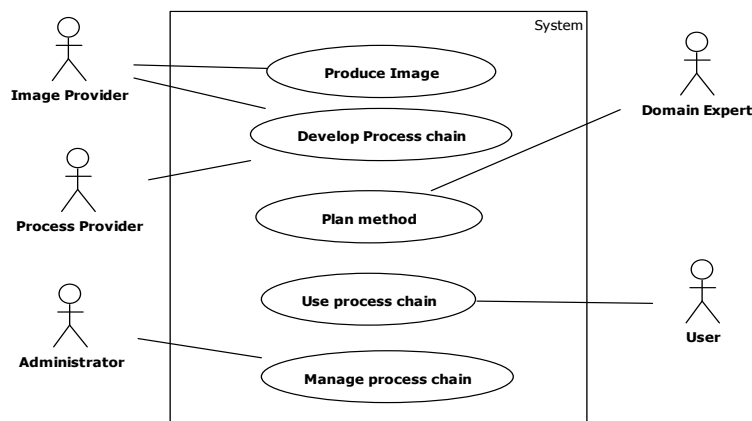 System
Image Provider
Produce Image
Domain Expert
Develop Process chain
Process Provider
Plan method
Use process chain
User
Administrator
Manage process chain